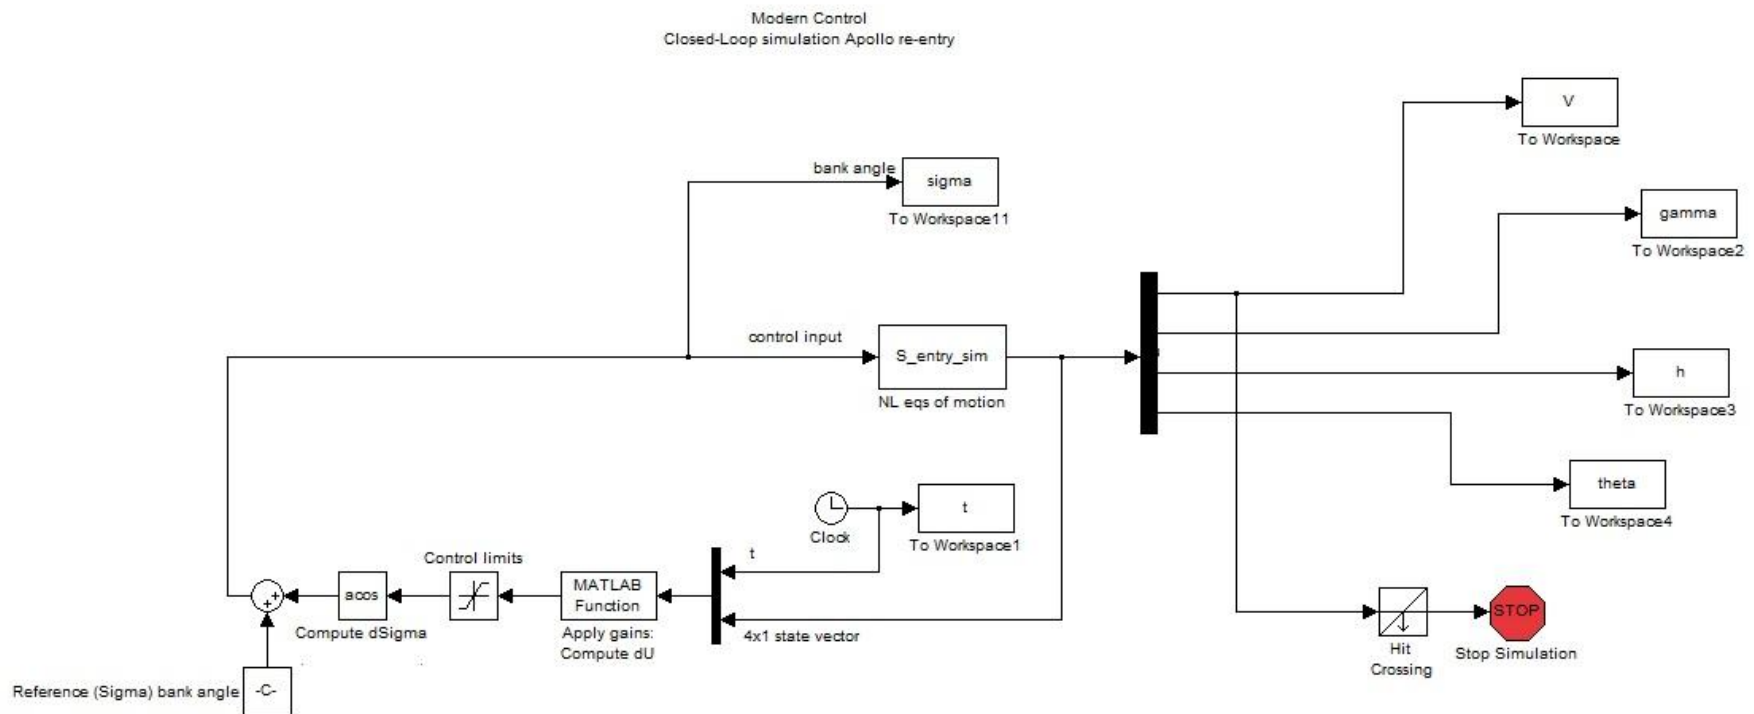 Modern Control
Closed-Loop simulation Apollo re-entry
V
To Workspace
bank angle
sigma
To Workspace11
gamma
To Workspace2
control input
S_entry_sim
NL eqs of motion
h
To Workspace3
theta
To Workspace4
Clock
t
To Workspace1
t
Control limits
acos
Compute dSigma
MATLAB
Function
Apply gains:
Compute dU
4x1 state vector
Hit
Crossing
STOP
Stop Simulation
Reference (Sigma) bank angle
-C-
+
+